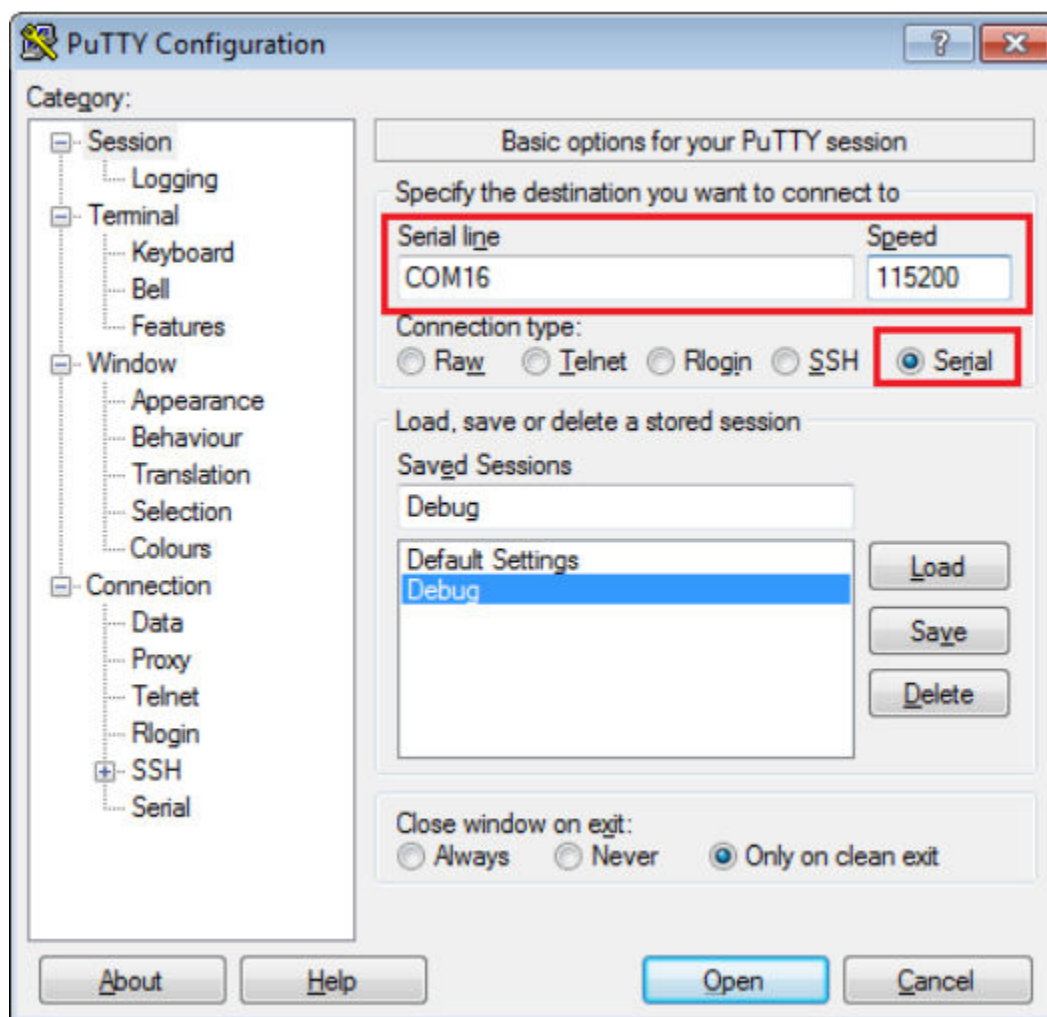 PuTTY Configuration
Category:
Session
Logging
Terminal
Keyboard
Bell
Features
Window
Appearance
Behaviour
Translation
Selection
Colours
Connection
Data
Proxy
Telnet
Rlogin
SSH
Serial
Basic options for your PuTTY session
Specify the destination you want to connect to
Serial line Speed
COM16 115200
Connection type:
Raw Telnet Rlogin SSH Serial
Load, save or delete a stored session
Saved Sessions
Debug
Default Settings
Debug
Load
Save
Delete
Close window on exit:
Always Never Only on clean exit
About Help Open Cancel